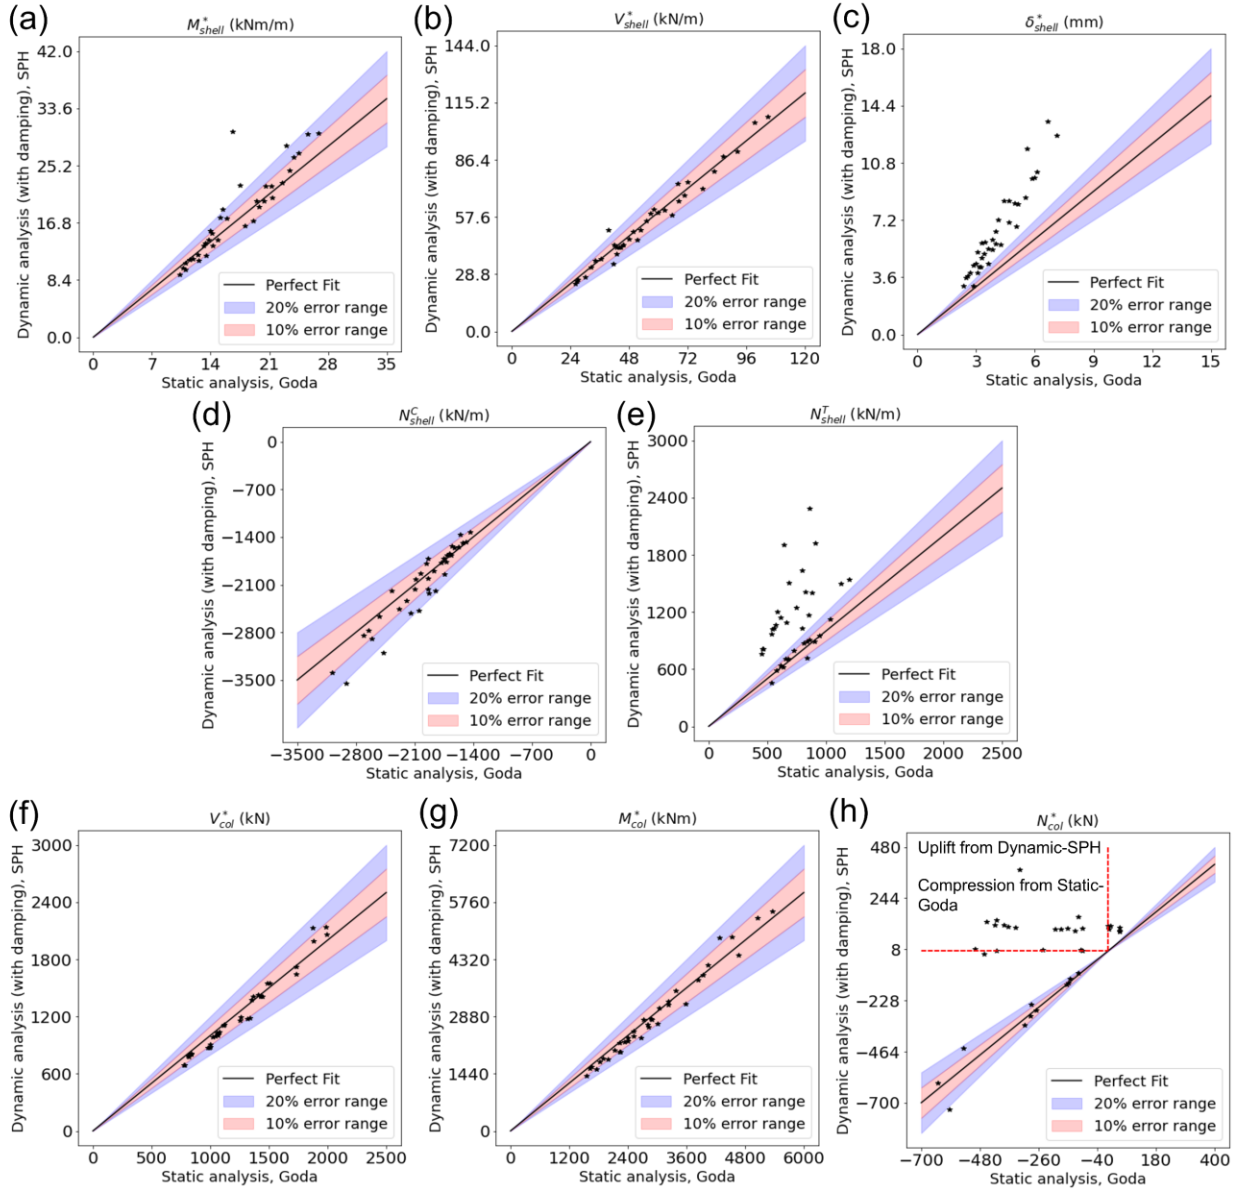 (a)
M*shell (kNm/m)
Dynamic analysis (with damping), SPH
42.0
33.6
25.2
16.8
8.4
0.0
Perfect Fit
20% error range
10% error range
0 7 14 21 28 35
Static analysis, Goda
(b)
V*shell (kN/m)
Dynamic analysis (with damping), SPH
144.0
115.2
86.4
57.6
28.8
0.0
Perfect Fit
20% error range
10% error range
0 24 48 72 96 120
Static analysis, Goda
(c)
δ*shell (mm)
Dynamic analysis (with damping), SPH
18.0
14.4
10.8
7.2
3.6
0.0
Perfect Fit
20% error range
10% error range
0 3 6 9 12 15
Static analysis, Goda
(d)
N^C_shell (kN/m)
Dynamic analysis (with damping), SPH
0
−700
−1400
−2100
−2800
−3500
Perfect Fit
20% error range
10% error range
−3500 −2800 −2100 −1400 −700 0
Static analysis, Goda
(e)
N^T_shell (kN/m)
Dynamic analysis (with damping), SPH
3000
2400
1800
1200
600
0
Perfect Fit
20% error range
10% error range
0 500 1000 1500 2000 2500
Static analysis, Goda
(f)
V*col (kN)
Dynamic analysis (with damping), SPH
3000
2400
1800
1200
600
0
Perfect Fit
20% error range
10% error range
0 500 1000 1500 2000 2500
Static analysis, Goda
(g)
M*col (kNm)
Dynamic analysis (with damping), SPH
7200
5760
4320
2880
1440
0
Perfect Fit
20% error range
10% error range
0 1200 2400 3600 4800 6000
Static analysis, Goda
(h)
N*col (kN)
Dynamic analysis (with damping), SPH
480
244
8
−228
−464
−700
Uplift from Dynamic-SPH
Compression from Static-
Goda
Perfect Fit
20% error range
10% error range
−700 −480 −260 −40 180 400
Static analysis, Goda